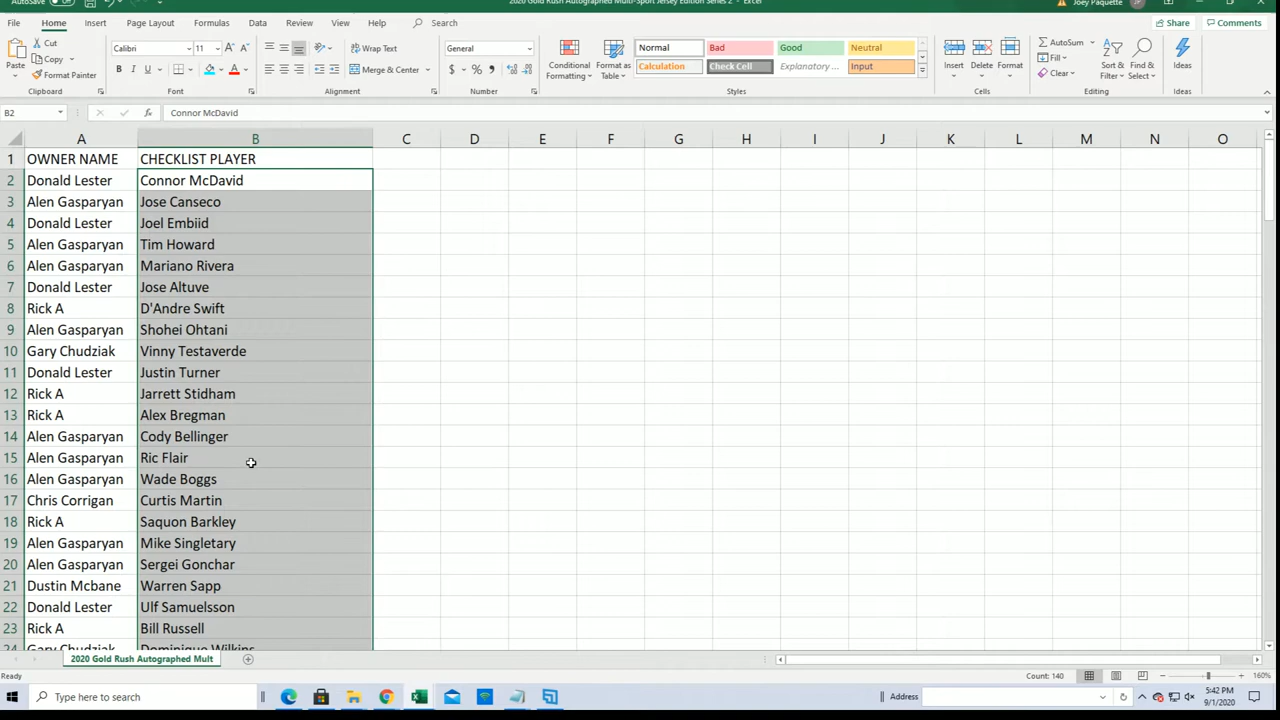 AutoSave Off 2020 Gold Rush Autographed Multi-Sport Jersey Edition Series 2 - Excel Joey Paquette JP
File Home Insert Page Layout Formulas Data Review View Help Search Share Comments
Paste Cut Copy Format Painter
Calibri 11 B I U
Wrap Text Merge & Center
General $ %
Conditional Formatting Format as Table
Normal Bad Good Neutral
Calculation Check Cell Explanatory ... Input
Insert Delete Format
AutoSum Fill Clear Sort & Filter Find & Select Ideas
Clipboard Font Alignment Number Styles Cells Editing Ideas
B2 fx Connor McDavid
A B C D E F G H I J K L M N O
1 OWNER NAME CHECKLIST PLAYER
2 Donald Lester Connor McDavid
3 Alen Gasparyan Jose Canseco
4 Donald Lester Joel Embiid
5 Alen Gasparyan Tim Howard
6 Alen Gasparyan Mariano Rivera
7 Donald Lester Jose Altuve
8 Rick A D'Andre Swift
9 Alen Gasparyan Shohei Ohtani
10 Gary Chudziak Vinny Testaverde
11 Donald Lester Justin Turner
12 Rick A Jarrett Stidham
13 Rick A Alex Bregman
14 Alen Gasparyan Cody Bellinger
15 Alen Gasparyan Ric Flair
16 Alen Gasparyan Wade Boggs
17 Chris Corrigan Curtis Martin
18 Rick A Saquon Barkley
19 Alen Gasparyan Mike Singletary
20 Alen Gasparyan Sergei Gonchar
21 Dustin Mcbane Warren Sapp
22 Donald Lester Ulf Samuelsson
23 Rick A Bill Russell
24 Gary Chudziak Dominique Wilkins
2020 Gold Rush Autographed Mult
Ready Count: 140 160%
Type here to search Address 5:42 PM
9/1/2020